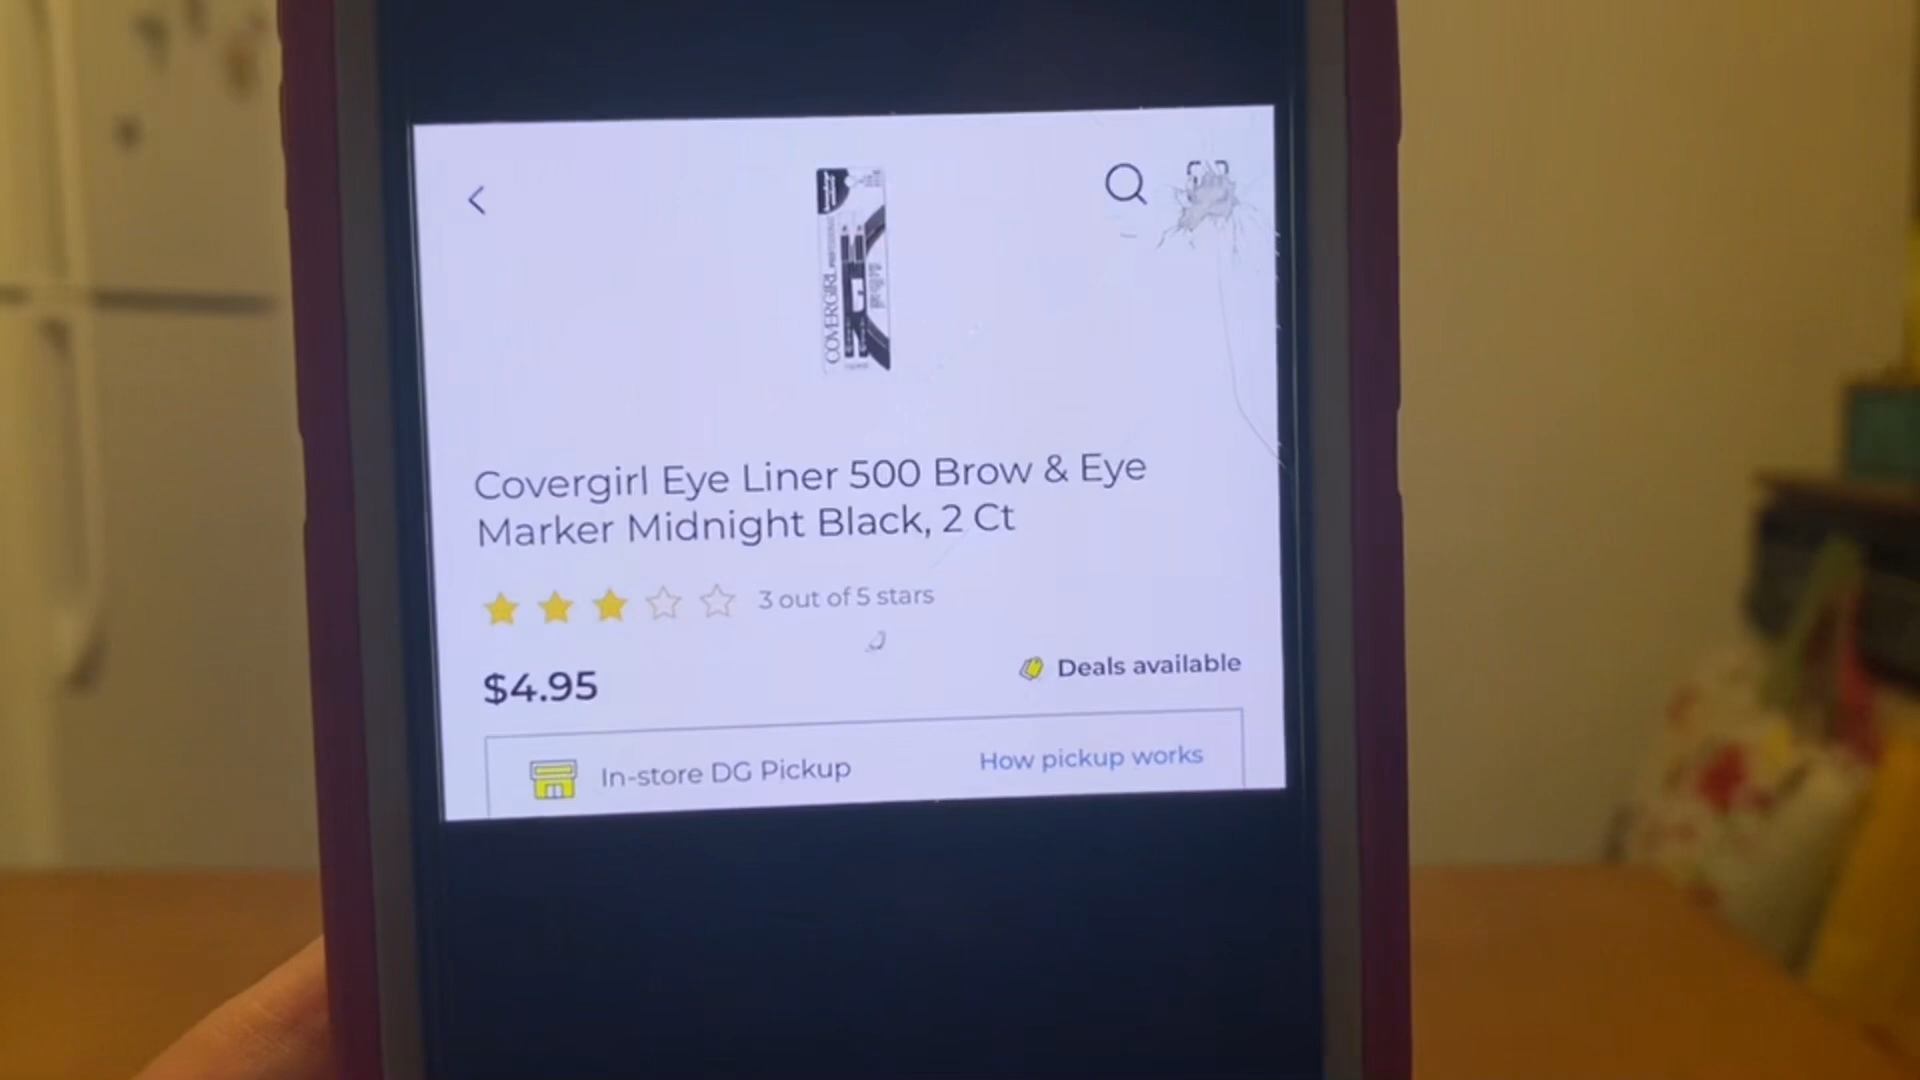 COVERGIRL
Covergirl Eye Liner 500 Brow & Eye
Marker Midnight Black, 2 Ct
3 out of 5 stars
$4.95
Deals available
In-store DG Pickup
How pickup works